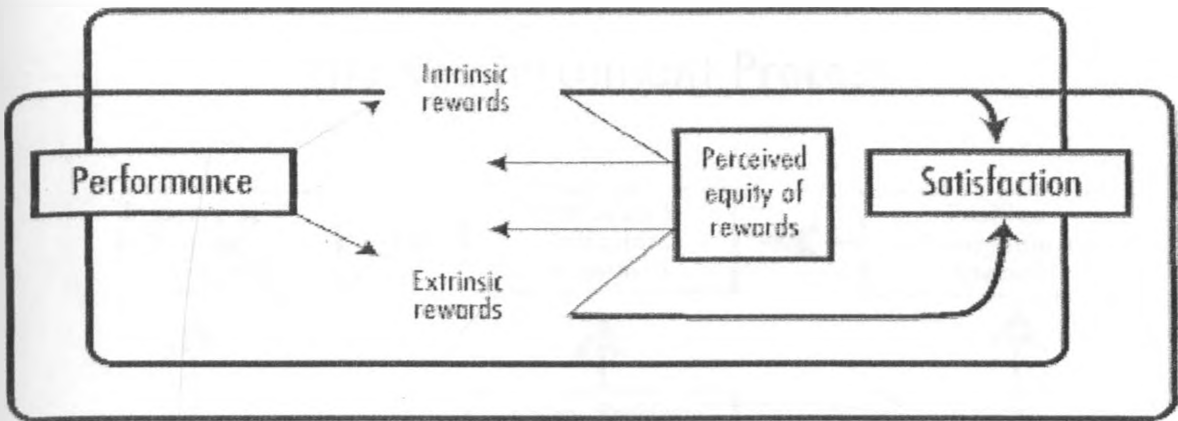 Intrinsic
rewards
Performance
Perceived
equity of
rewards
Satisfaction
Extrinsic
rewards